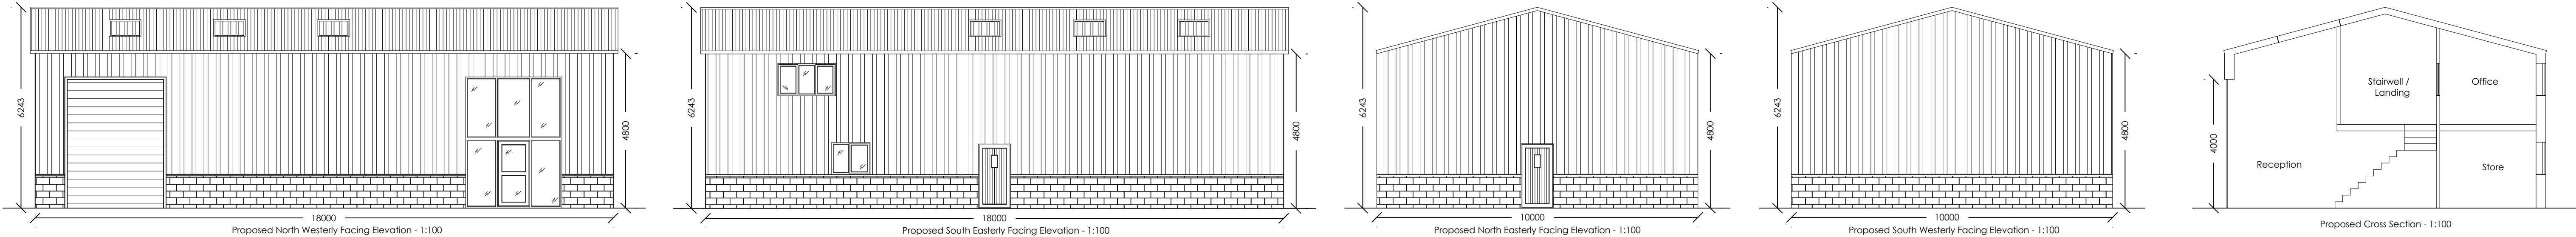 6243
4800
18000
Proposed North Westerly Facing Elevation - 1:100
6243
4800
18000
Proposed South Easterly Facing Elevation - 1:100
6243
4800
10000
Proposed North Easterly Facing Elevation - 1:100
6243
4800
10000
Proposed South Westerly Facing Elevation - 1:100
4000
Stairwell /
Landing
Office
Reception
Store
Proposed Cross Section - 1:100